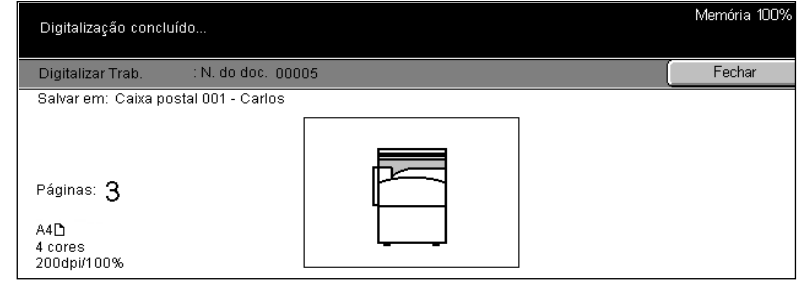 Memória 100%
Digitalização concluído...
Digitalizar Trab. : N. do doc. 00005 Fechar
Salvar em: Caixa postal 001 - Carlos
Páginas: 3
A4
4 cores
200dpi/100%